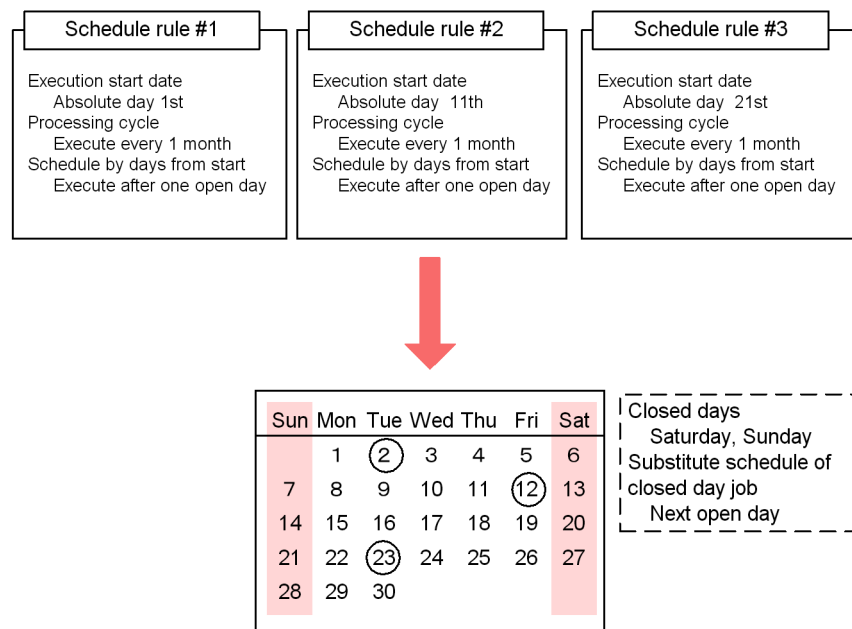 Schedule rule #1
Execution start date
Absolute day 1st
Processing cycle
Execute every 1 month
Schedule by days from start
Execute after one open day
Schedule rule #2
Execution start date
Absolute day 11th
Processing cycle
Execute every 1 month
Schedule by days from start
Execute after one open day
Schedule rule #3
Execution start date
Absolute day 21st
Processing cycle
Execute every 1 month
Schedule by days from start
Execute after one open day
Sun Mon Tue Wed Thu Fri Sat
1 2 3 4 5 6
7 8 9 10 11 12 13
14 15 16 17 18 19 20
21 22 23 24 25 26 27
28 29 30
Closed days
Saturday, Sunday
Substitute schedule of
closed day job
Next open day